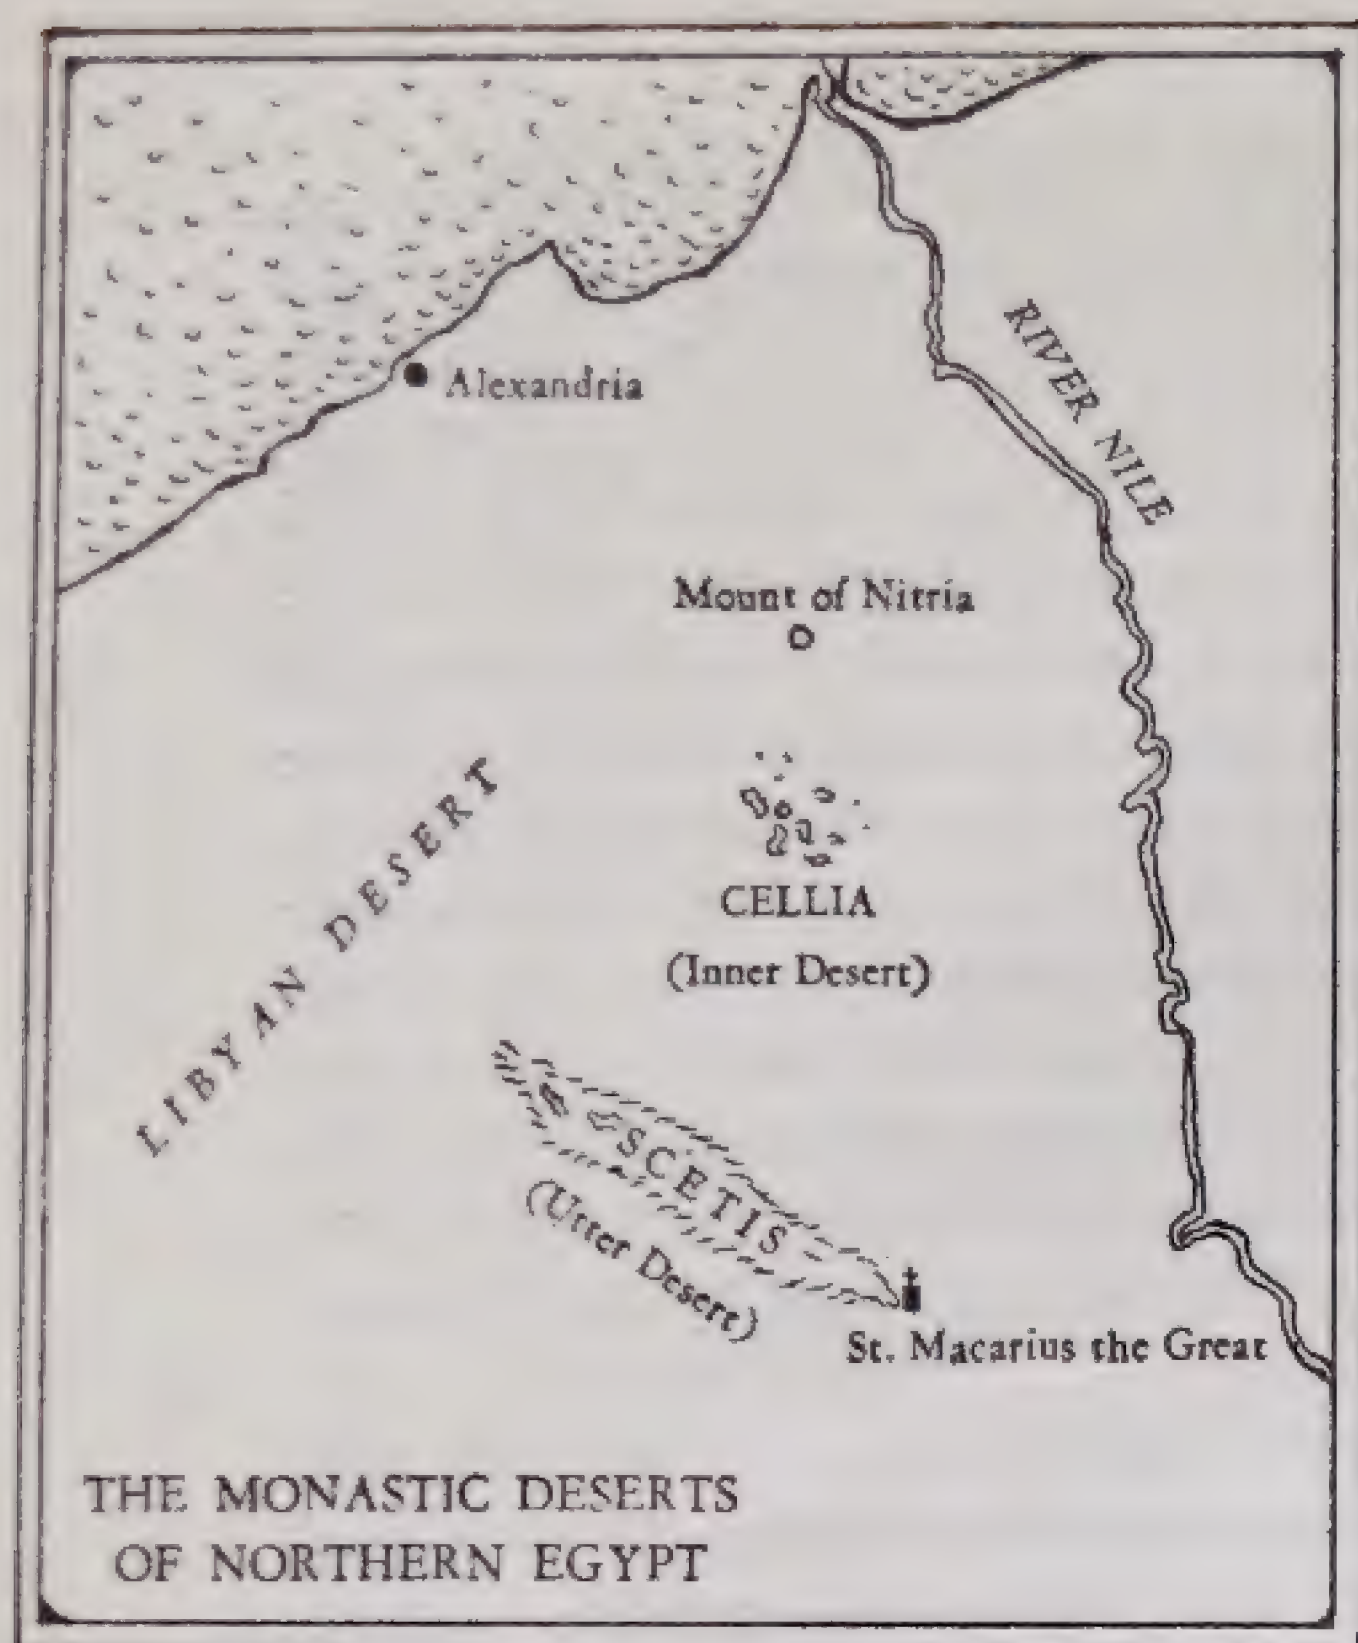 Alexandria
RIVER NILE
Mount of Nitria
LIBYAN DESERT
CELLIA
(Inner Desert)
SCETIS
(Utter Desert)
St. Macarius the Great
THE MONASTIC DESERTS
OF NORTHERN EGYPT